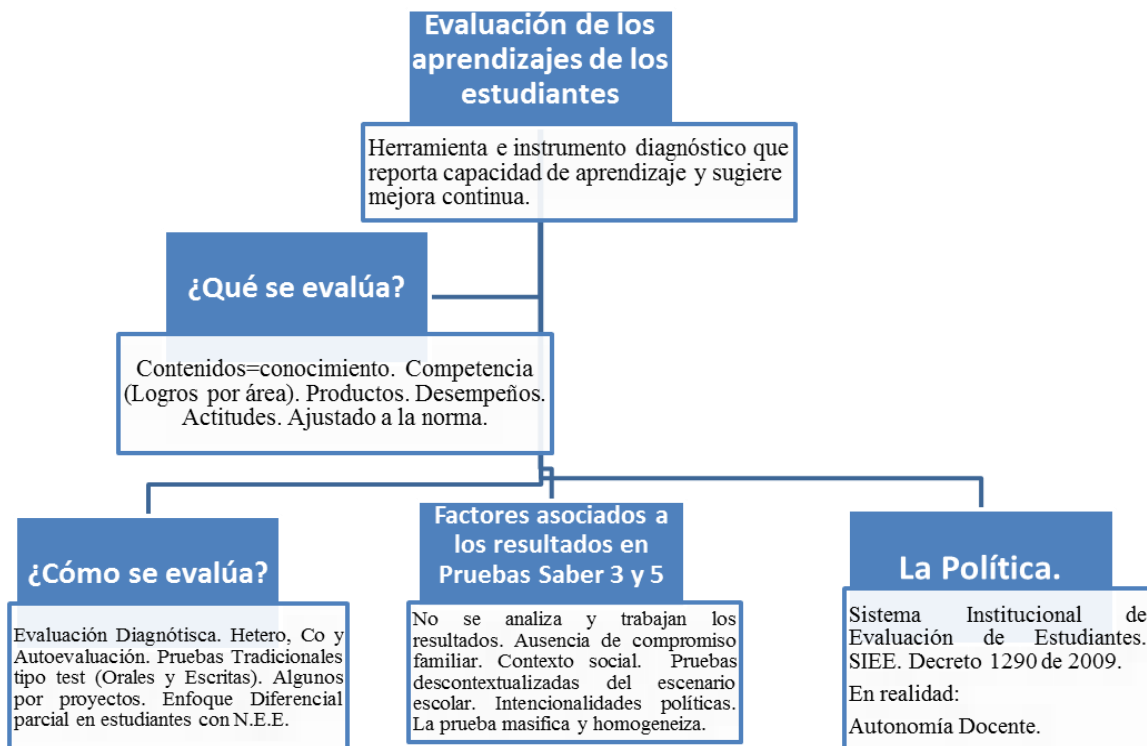 Evaluación de los
aprendizajes de los
estudiantes
Herramienta e instrumento diagnóstico que
reporta capacidad de aprendizaje y sugiere
mejora continua.
¿Qué se evalúa?
Contenidos=conocimiento. Competencia
(Logros por área). Productos. Desempeños.
Actitudes. Ajustado a la norma.
¿Cómo se evalúa?
Evaluación Diagnótisca. Hetero, Co y
Autoevaluación. Pruebas Tradicionales
tipo test (Orales y Escritas). Algunos
por proyectos. Enfoque Diferencial
parcial en estudiantes con N.E.E.
Factores asociados a
los resultados en
Pruebas Saber 3 y 5
No se analiza y trabajan los
resultados. Ausencia de compromiso
familiar. Contexto social. Pruebas
descontextualizadas del escenario
escolar. Intencionalidades políticas.
La prueba masifica y homogeneiza.
La Política.
Sistema Institucional de
Evaluación de Estudiantes.
SIEE. Decreto 1290 de 2009.
En realidad:
Autonomía Docente.